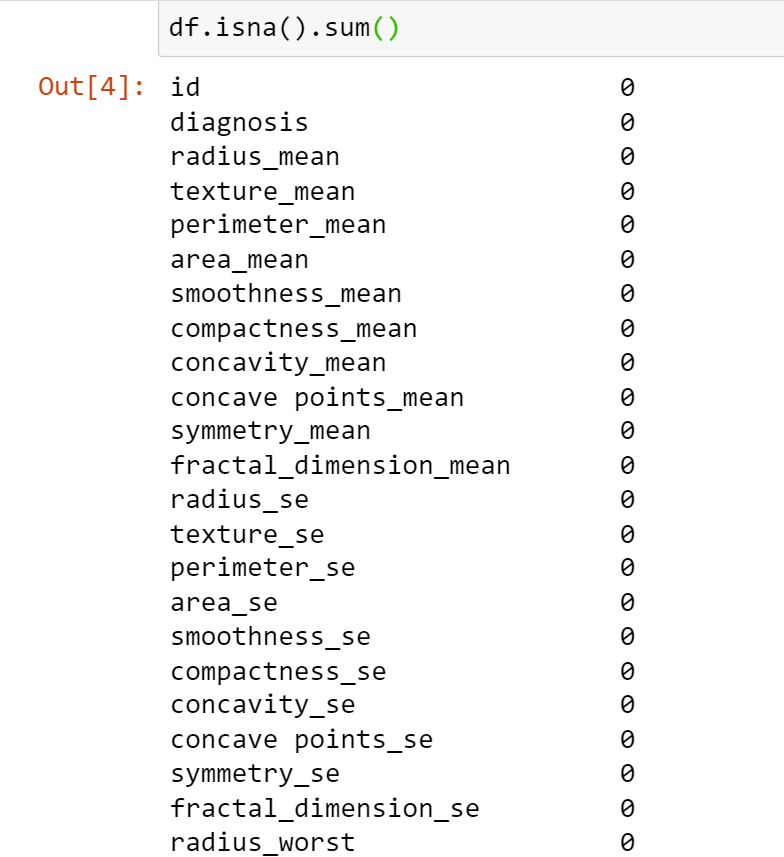 df.isna().sum()
Out[4]: id 0
diagnosis 0
radius_mean 0
texture_mean 0
perimeter_mean 0
area_mean 0
smoothness_mean 0
compactness_mean 0
concavity_mean 0
concave points_mean 0
symmetry_mean 0
fractal_dimension_mean 0
radius_se 0
texture_se 0
perimeter_se 0
area_se 0
smoothness_se 0
compactness_se 0
concavity_se 0
concave points_se 0
symmetry_se 0
fractal_dimension_se 0
radius_worst 0